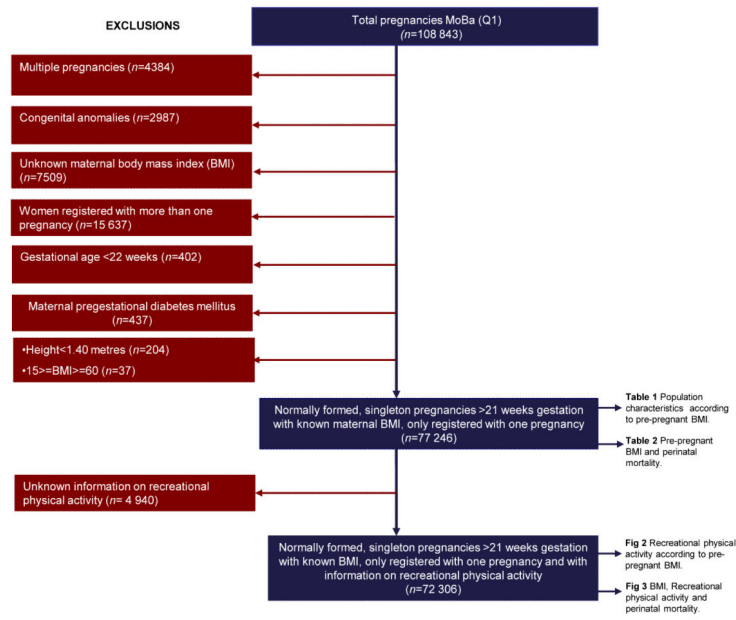 EXCLUSIONS
Total pregnancies MoBa (Q1)
(n=108 843)
Multiple pregnancies (n=4384)
Congenital anomalies (n=2987)
Unknown maternal body mass index (BMI)
(n=7509)
Women registered with more than one
pregnancy (n=15 637)
Gestational age <22 weeks (n=402)
Maternal pregestational diabetes mellitus
(n=437)
•Height<1.40 metres (n=204)
•15>=BMI>=60 (n=37)
Normally formed, singleton pregnancies >21 weeks gestation
with known maternal BMI, only registered with one pregnancy
(n=77 246)
Table 1 Population
characteristics according
to pre-pregnant BMI.
Table 2 Pre-pregnant
BMI and perinatal
mortality.
Unknown information on recreational
physical activity (n= 4 940)
Normally formed, singleton pregnancies >21 weeks gestation
with known BMI, only registered with one pregnancy and with
information on recreational physical activity
(n=72 306)
Fig 2 Recreational physical
activity according to pre-
pregnant BMI.
Fig 3 BMI, Recreational
physical activity and
perinatal mortality.